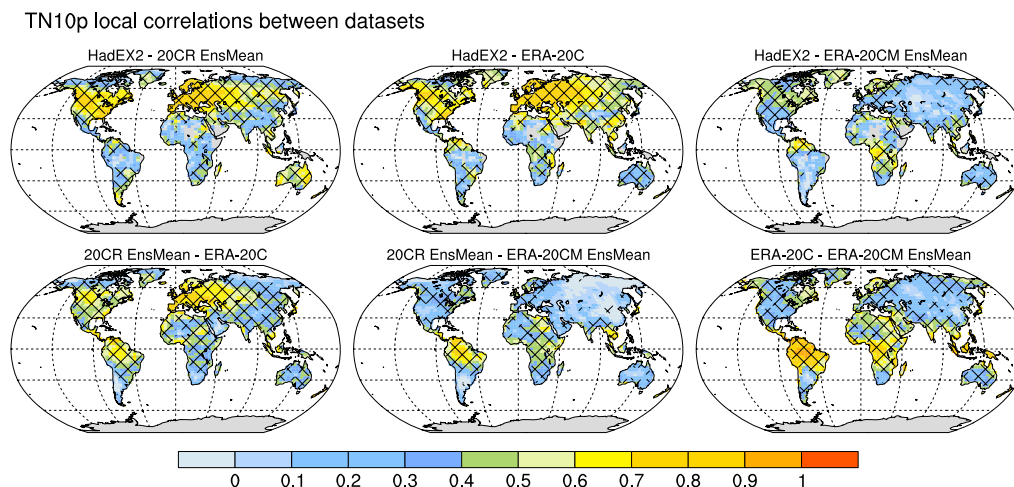 TN10p local correlations between datasets
HadEX2 - 20CR EnsMean
HadEX2 - ERA-20C
HadEX2 - ERA-20CM EnsMean
20CR EnsMean - ERA-20C
20CR EnsMean - ERA-20CM EnsMean
ERA-20C - ERA-20CM EnsMean
0 0.1 0.2 0.3 0.4 0.5 0.6 0.7 0.8 0.9 1